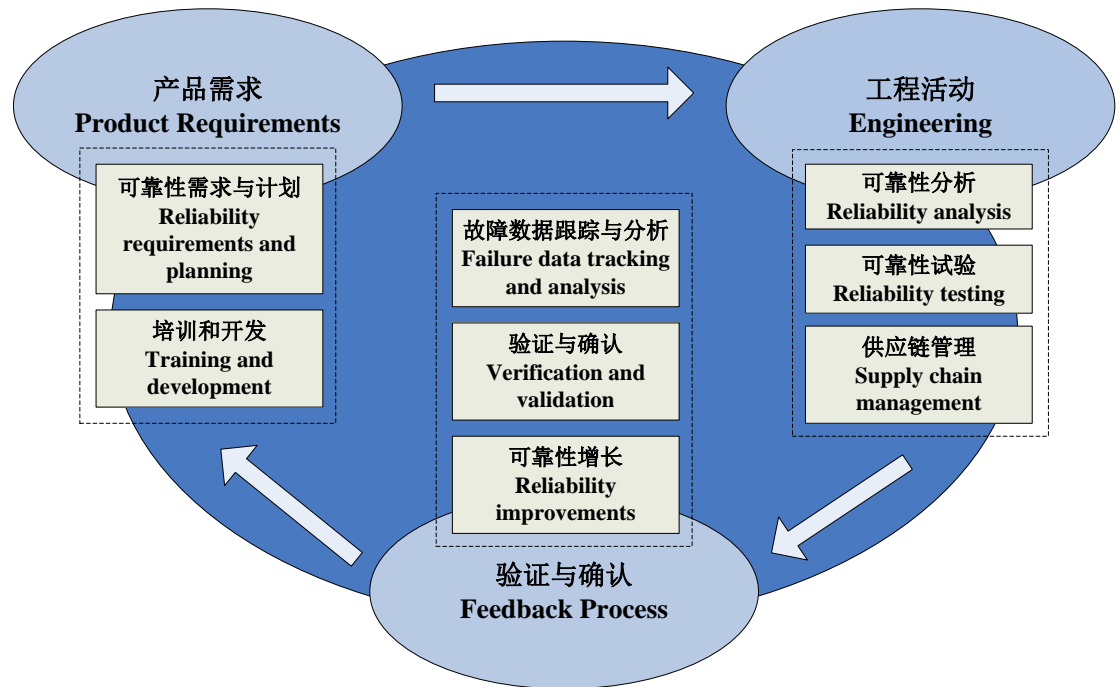 产品需求
Product Requirements
可靠性需求与计划
Reliability
requirements and
planning
培训和开发
Training and
development
工程活动
Engineering
可靠性分析
Reliability analysis
可靠性试验
Reliability testing
供应链管理
Supply chain
management
故障数据跟踪与分析
Failure data tracking
and analysis
验证与确认
Verification and
validation
可靠性增长
Reliability
improvements
验证与确认
Feedback Process